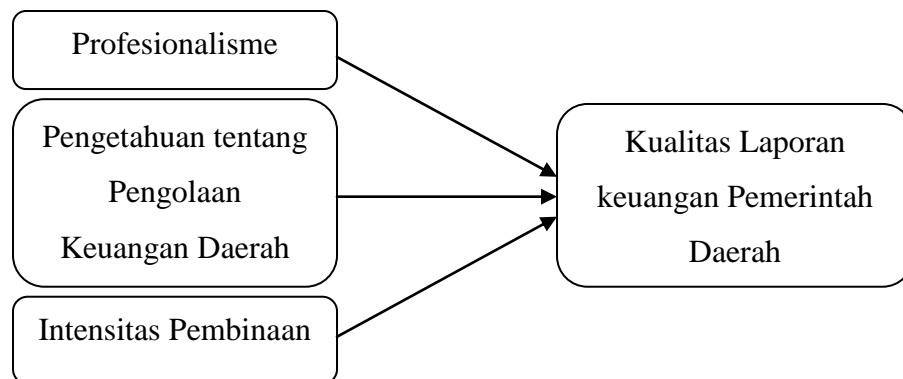 Profesionalisme
Pengetahuan tentang
Pengolaan
Keuangan Daerah
Intensitas Pembinaan
Kualitas Laporan
keuangan Pemerintah
Daerah